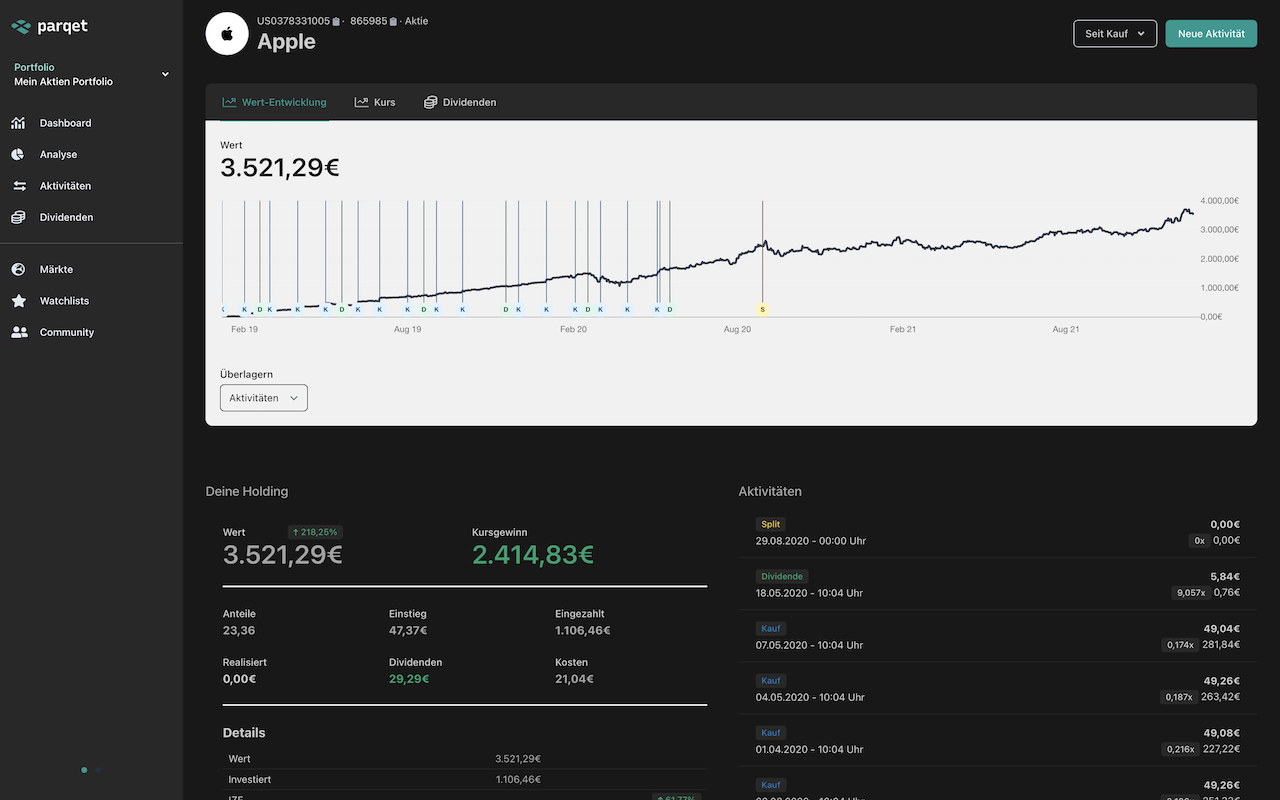 parqet
Portfolio
Mein Aktien Portfolio
Dashboard
Analyse
Aktivitäten
Dividenden
Märkte
Watchlists
Community
US0378331005 · 865985 · Aktie
Apple
Seit Kauf
Neue Aktivität
Wert-Entwicklung
Kurs
Dividenden
Wert
3.521,29€
4.000,00€
3.000,00€
2.000,00€
1.000,00€
0,00€
K D K K K D K K K D K K D K K K D K K K D S
Feb 19
Aug 19
Feb 20
Aug 20
Feb 21
Aug 21
Überlagern
Aktivitäten
Deine Holding
Wert ↑ 218,25%
3.521,29€
Kursgewinn
2.414,83€
Anteile
23,36
Einstieg
47,37€
Eingezahlt
1.106,46€
Realisiert
0,00€
Dividenden
29,29€
Kosten
21,04€
Details
Wert 3.521,29€
Investiert 1.106,46€
Aktivitäten
Split 0,00€
29.08.2020 - 00:00 Uhr 0x 0,00€
Dividende 5,84€
18.05.2020 - 10:04 Uhr 9,057x 0,76€
Kauf 49,04€
07.05.2020 - 10:04 Uhr 0,174x 281,84€
Kauf 49,26€
04.05.2020 - 10:04 Uhr 0,187x 263,42€
Kauf 49,08€
01.04.2020 - 10:04 Uhr 0,216x 227,22€
Kauf 49,26€